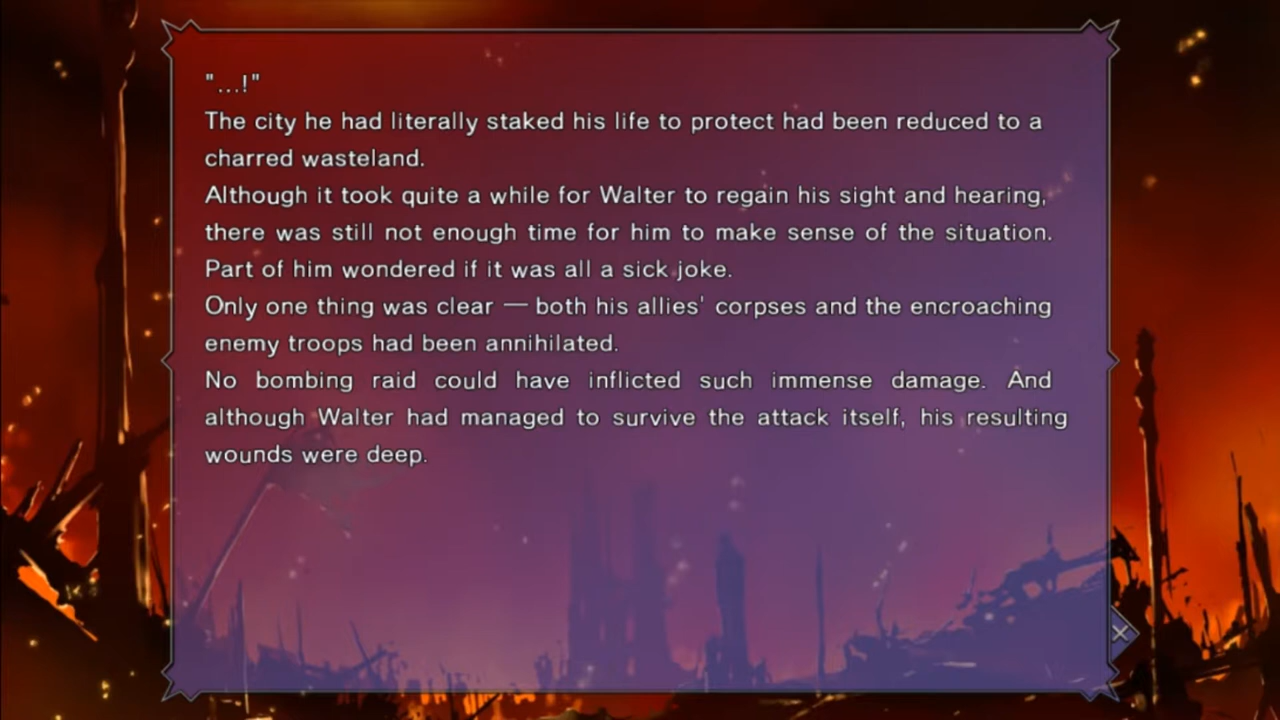 "...!"
The city he had literally staked his life to protect had been reduced to a
charred wasteland.
Although it took quite a while for Walter to regain his sight and hearing,
there was still not enough time for him to make sense of the situation.
Part of him wondered if it was all a sick joke.
Only one thing was clear — both his allies' corpses and the encroaching
enemy troops had been annihilated.
No bombing raid could have inflicted such immense damage. And
although Walter had managed to survive the attack itself, his resulting
wounds were deep.